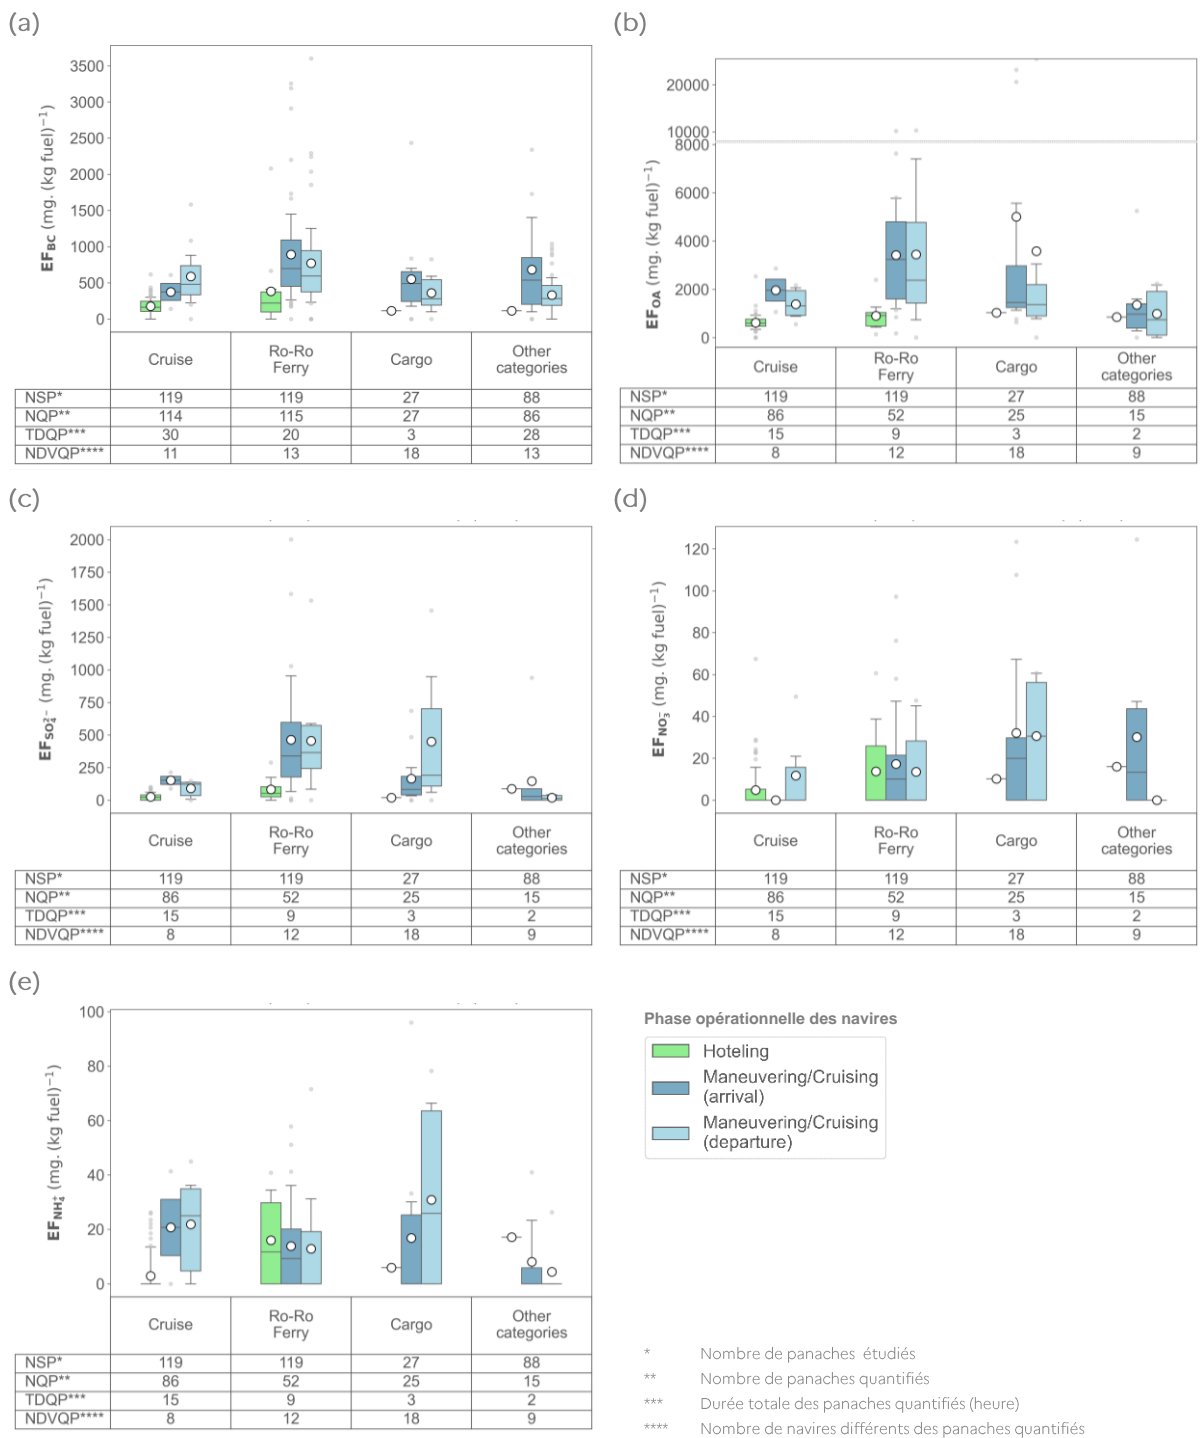 (a)
EF_BC (mg. (kg fuel)⁻¹)
3500
3000
2500
2000
1500
1000
500
0
Cruise
Ro-Ro
Ferry
Cargo
Other
categories
NSP* 119 119 27 88
NQP** 114 115 27 86
TDQP*** 30 20 3 28
NDVQP**** 11 13 18 13
(b)
EF_OA (mg. (kg fuel)⁻¹)
20000
10000
8000
6000
4000
2000
0
Cruise
Ro-Ro
Ferry
Cargo
Other
categories
NSP* 119 119 27 88
NQP** 86 52 25 15
TDQP*** 15 9 3 2
NDVQP**** 8 12 18 9
(c)
EF_SO₄²⁻ (mg. (kg fuel)⁻¹)
2000
1750
1500
1250
1000
750
500
250
0
Cruise
Ro-Ro
Ferry
Cargo
Other
categories
NSP* 119 119 27 88
NQP** 86 52 25 15
TDQP*** 15 9 3 2
NDVQP**** 8 12 18 9
(d)
EF_NO₃⁻ (mg. (kg fuel)⁻¹)
120
100
80
60
40
20
0
Cruise
Ro-Ro
Ferry
Cargo
Other
categories
NSP* 119 119 27 88
NQP** 86 52 25 15
TDQP*** 15 9 3 2
NDVQP**** 8 12 18 9
(e)
EF_NH₄⁺ (mg. (kg fuel)⁻¹)
100
80
60
40
20
0
Cruise
Ro-Ro
Ferry
Cargo
Other
categories
NSP* 119 119 27 88
NQP** 86 52 25 15
TDQP*** 15 9 3 2
NDVQP**** 8 12 18 9
Phase opérationnelle des navires
Hoteling
Maneuvering/Cruising
(arrival)
Maneuvering/Cruising
(departure)
* Nombre de panaches étudiés
** Nombre de panaches quantifiés
*** Durée totale des panaches quantifiés (heure)
**** Nombre de navires différents des panaches quantifiés